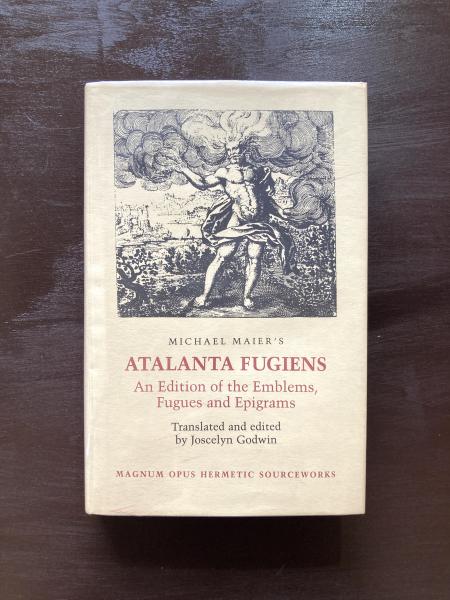 MICHAEL MAIER'S
ATALANTA FUGIENS
An Edition of the Emblems,
Fugues and Epigrams
Translated and edited
by Joscelyn Godwin
MAGNUM OPUS HERMETIC SOURCEWORKS